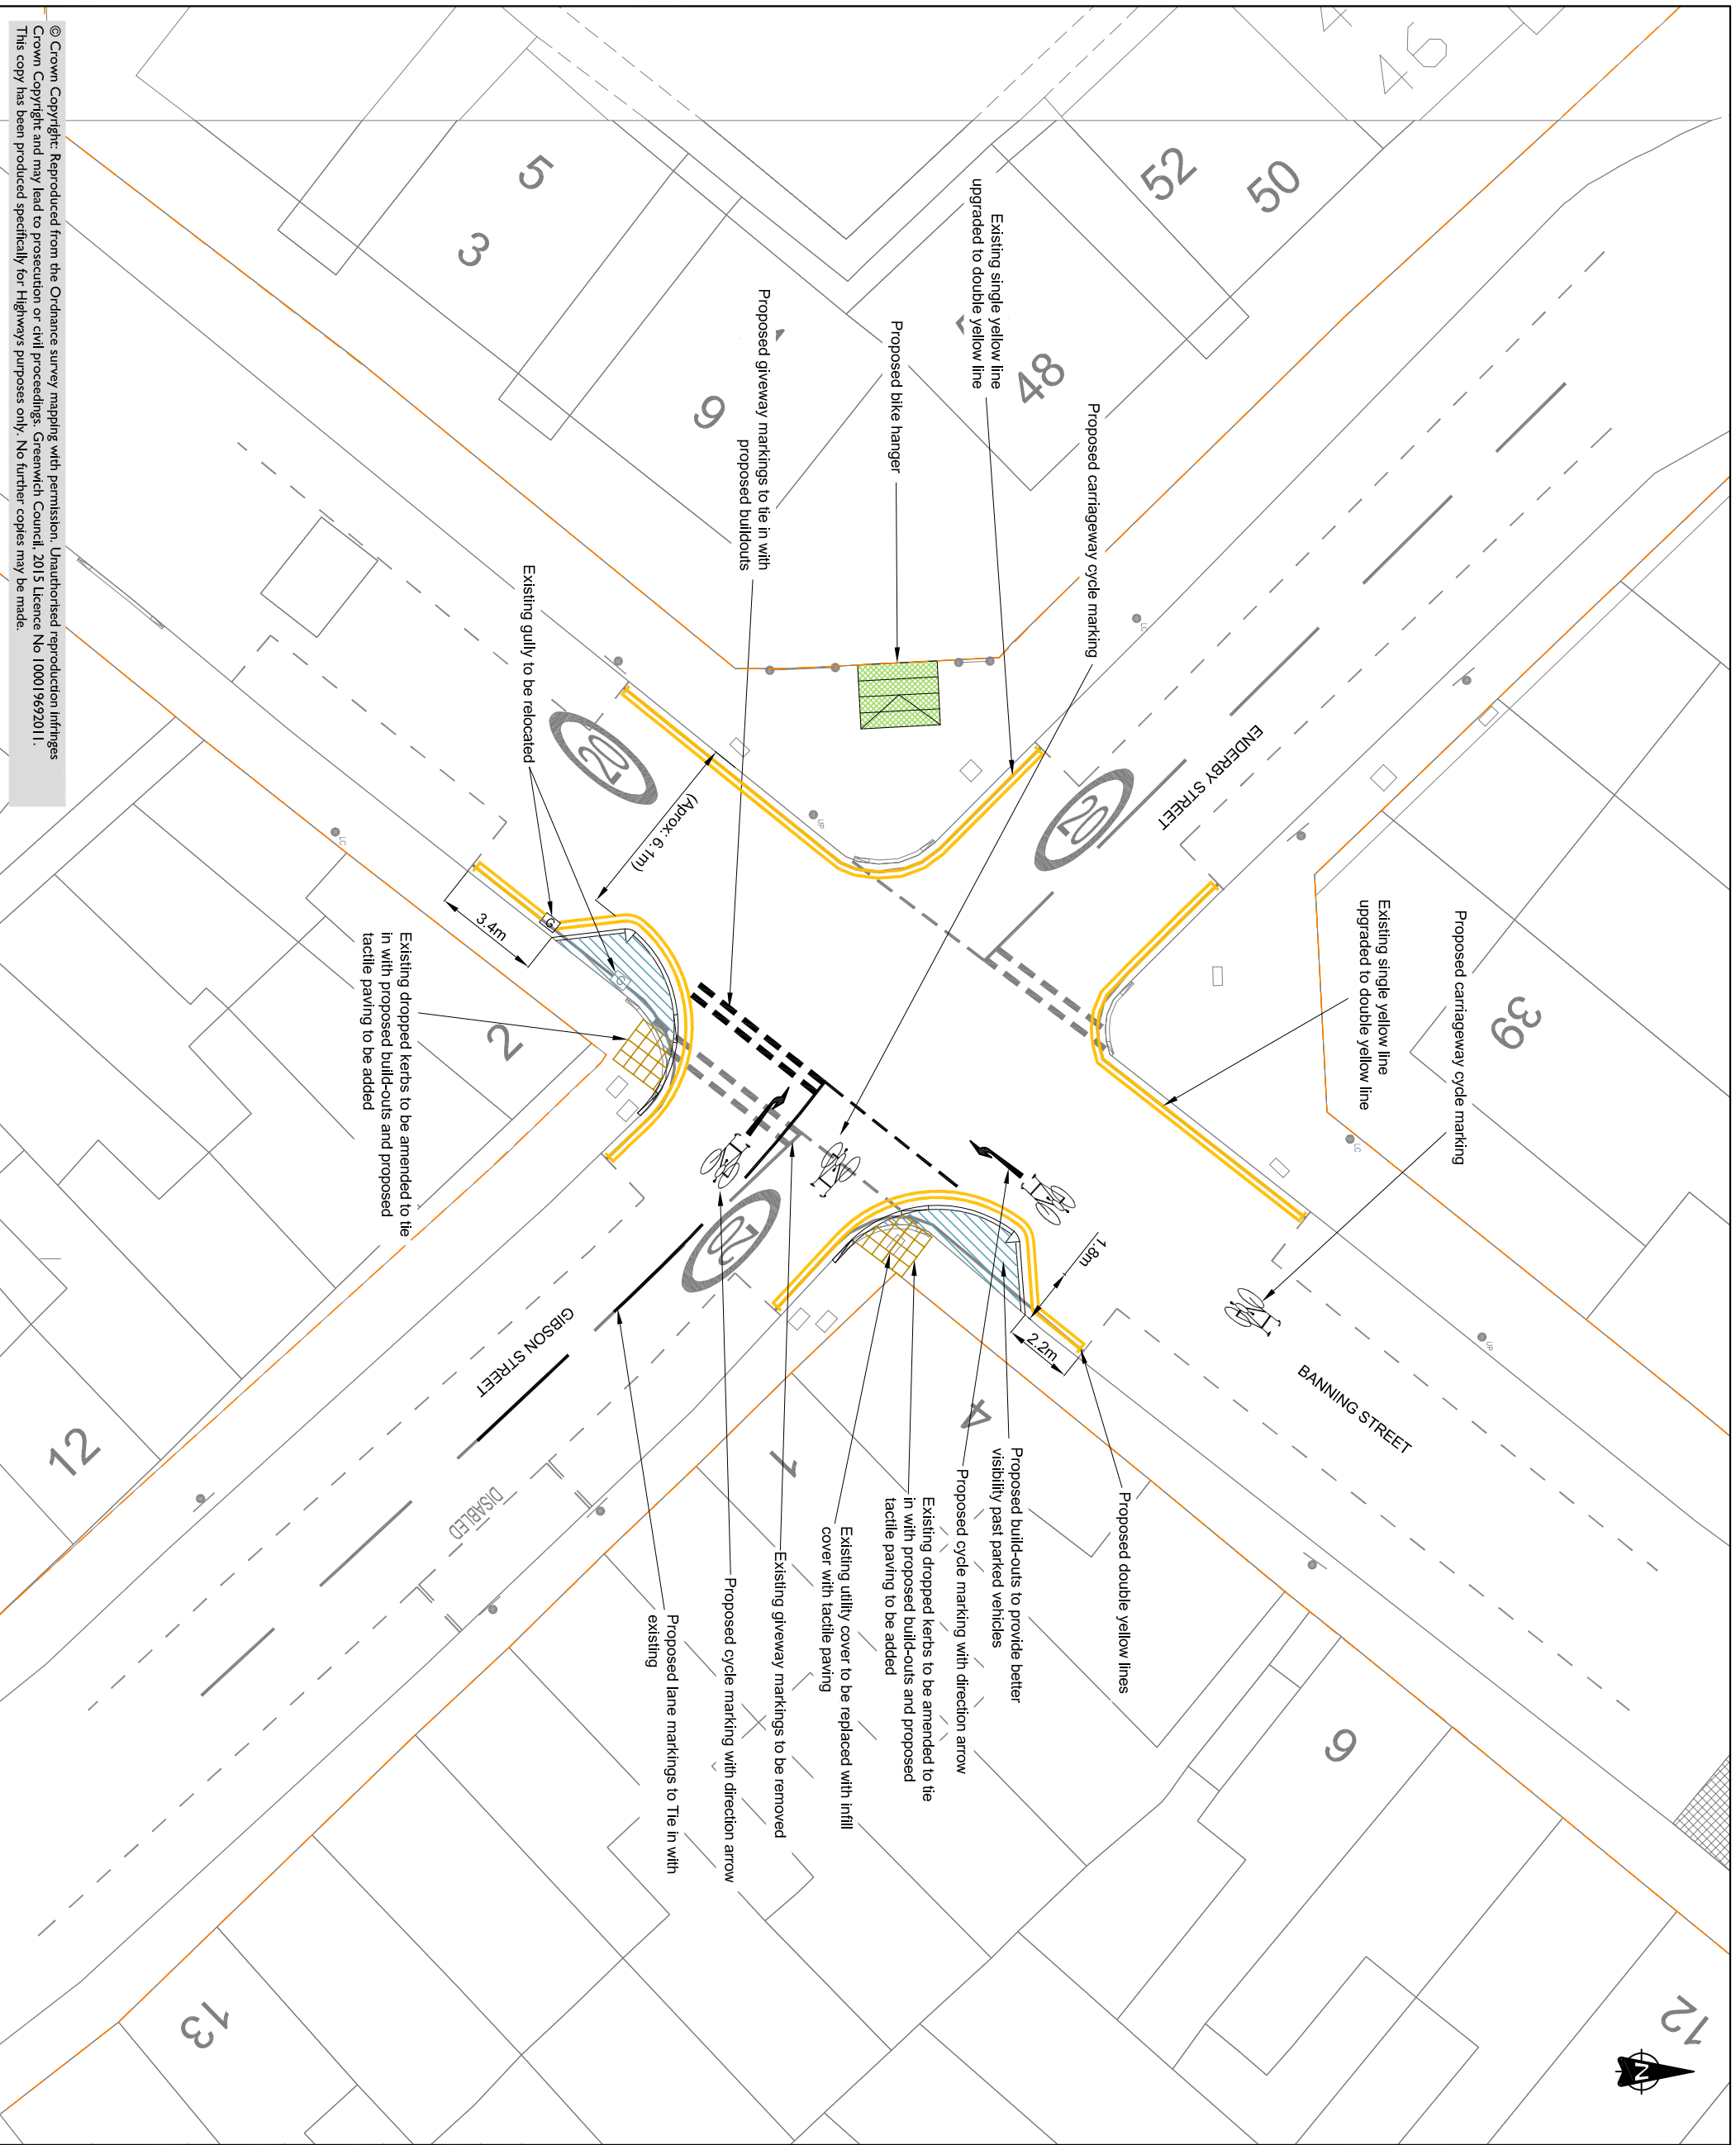 46
52
50
48
5
3
9
Existing single yellow line
upgraded to double yellow line
Proposed carriageway cycle marking
Proposed bike hanger
Proposed giveway markings to tie in with
proposed buildouts
Existing gully to be relocated
LC
ENDERBY STREET
20
20
UP
(Aprox: 6.1m)
LC
3.4m
G
G
Existing dropped kerbs to be amended to tie
in with proposed build-outs and proposed
tactile paving to be added
2
Proposed carriageway cycle marking
Existing single yellow line
upgraded to double yellow line
39
LC
UP
BANNING STREET
1.8m
2.2m
20
GIBSON STREET
DISABLED
12
4
1
Proposed double yellow lines
Proposed build-outs to provide better
visibility past parked vehicles
Proposed cycle marking with direction arrow
Existing dropped kerbs to be amended to tie
in with proposed build-outs and proposed
tactile paving to be added
Existing utility cover to be replaced with infill
cover with tactile paving
Existing giveway markings to be removed
Proposed cycle marking with direction arrow
Proposed lane markings to Tie in with
existing
6
12
13
N
© Crown Copyright: Reproduced from the Ordnance survey mapping with permission. Unauthorised reproduction infringes
Crown Copyright and may lead to prosecution or civil proceedings. Greenwich Council, 2015 Licence No 100019692011.
This copy has been produced specifically for Highways purposes only. No further copies may be made.